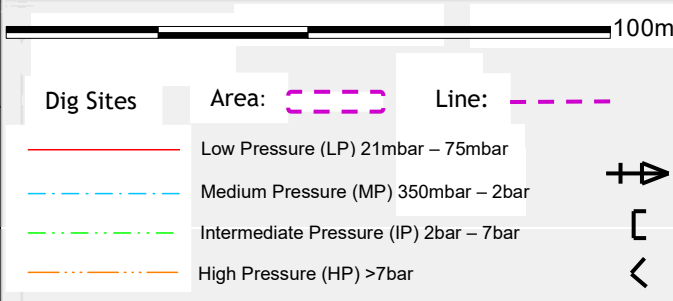 100m
Dig Sites Area: Line:
Low Pressure (LP) 21mbar – 75mbar
Medium Pressure (MP) 350mbar – 2bar
Intermediate Pressure (IP) 2bar – 7bar
High Pressure (HP) >7bar